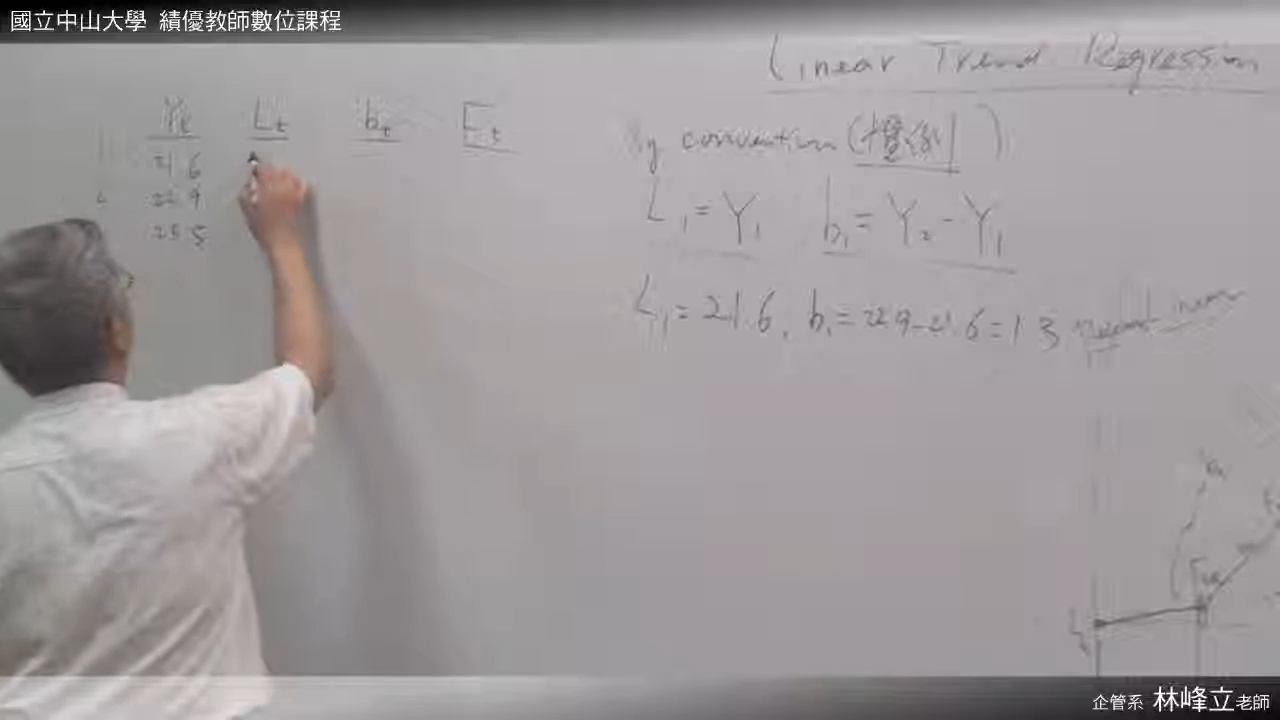 國立中山大學 績優教師數位課程
Linear Trend Regression
Yt Lt bt Ft
By convention (慣例)
21.6
22.9
25.5
L1 = Y1 b1 = Y2 - Y1
L1 = 21.6, b1 = 22.9 - 21.6 = 1.3
企管系 林峰立老師